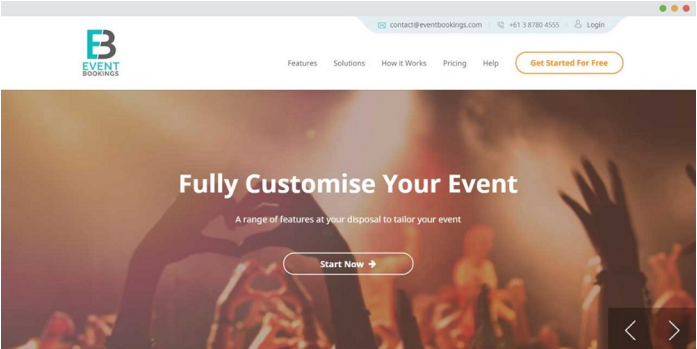 contact@eventbookings.com
+61 3 8780 4555
Login
EB
EVENT
BOOKINGS
Features
Solutions
How it Works
Pricing
Help
Get Started For Free
Fully Customise Your Event
A range of features at your disposal to tailor your event
Start Now